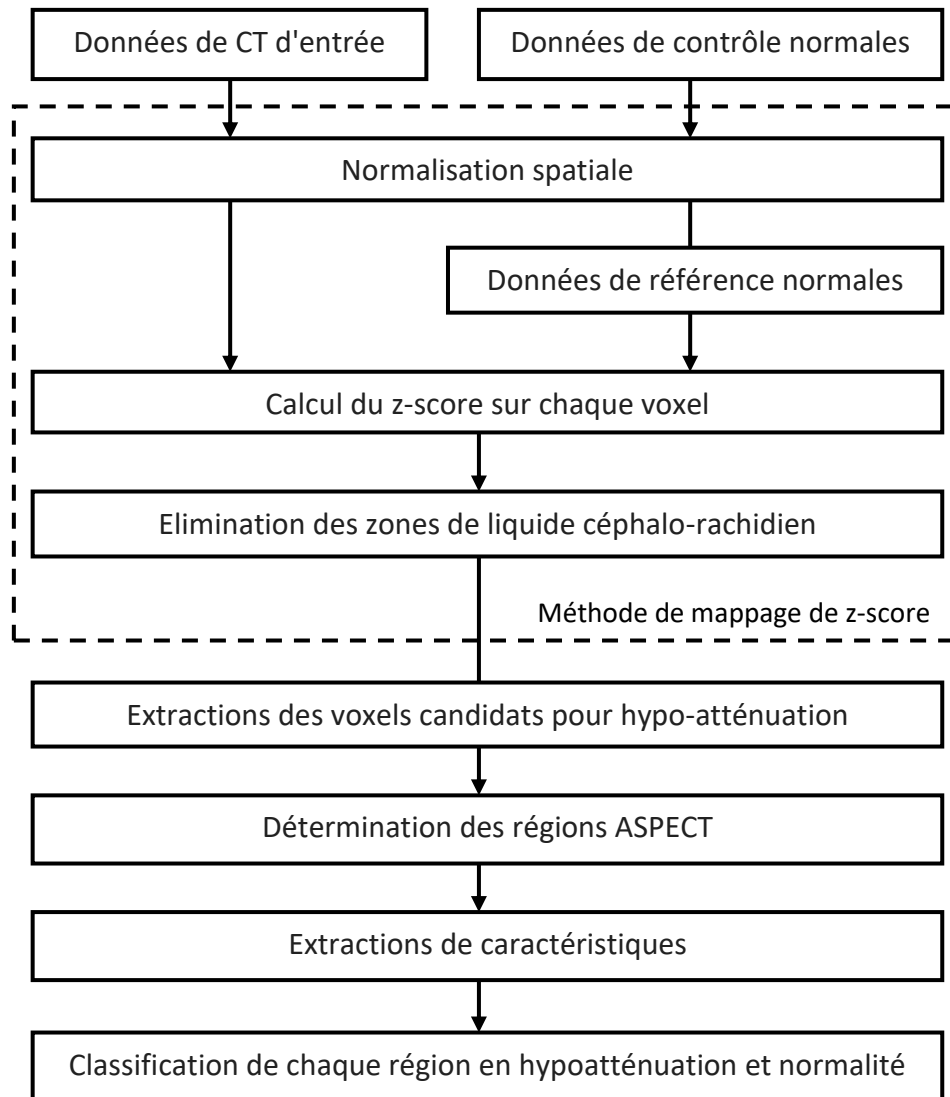 Données de CT d'entrée
Données de contrôle normales
Normalisation spatiale
Données de référence normales
Calcul du z-score sur chaque voxel
Elimination des zones de liquide céphalo-rachidien
Méthode de mappage de z-score
Extractions des voxels candidats pour hypo-atténuation
Détermination des régions ASPECT
Extractions de caractéristiques
Classification de chaque région en hypoatténuation et normalité